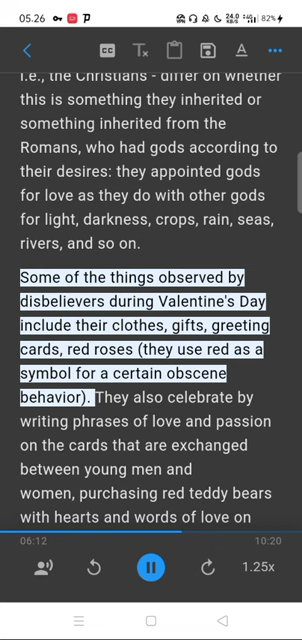 05.26 24.0 KB/S 4G 82%
CC T
A
i.e., the Christians - differ on whether
this is something they inherited or
something inherited from the
Romans, who had gods according to
their desires: they appointed gods
for love as they do with other gods
for light, darkness, crops, rain, seas,
rivers, and so on.
Some of the things observed by
disbelievers during Valentine's Day
include their clothes, gifts, greeting
cards, red roses (they use red as a
symbol for a certain obscene
behavior). They also celebrate by
writing phrases of love and passion
on the cards that are exchanged
between young men and
women, purchasing red teddy bears
with hearts and words of love on
06:12 10:20
1.25x